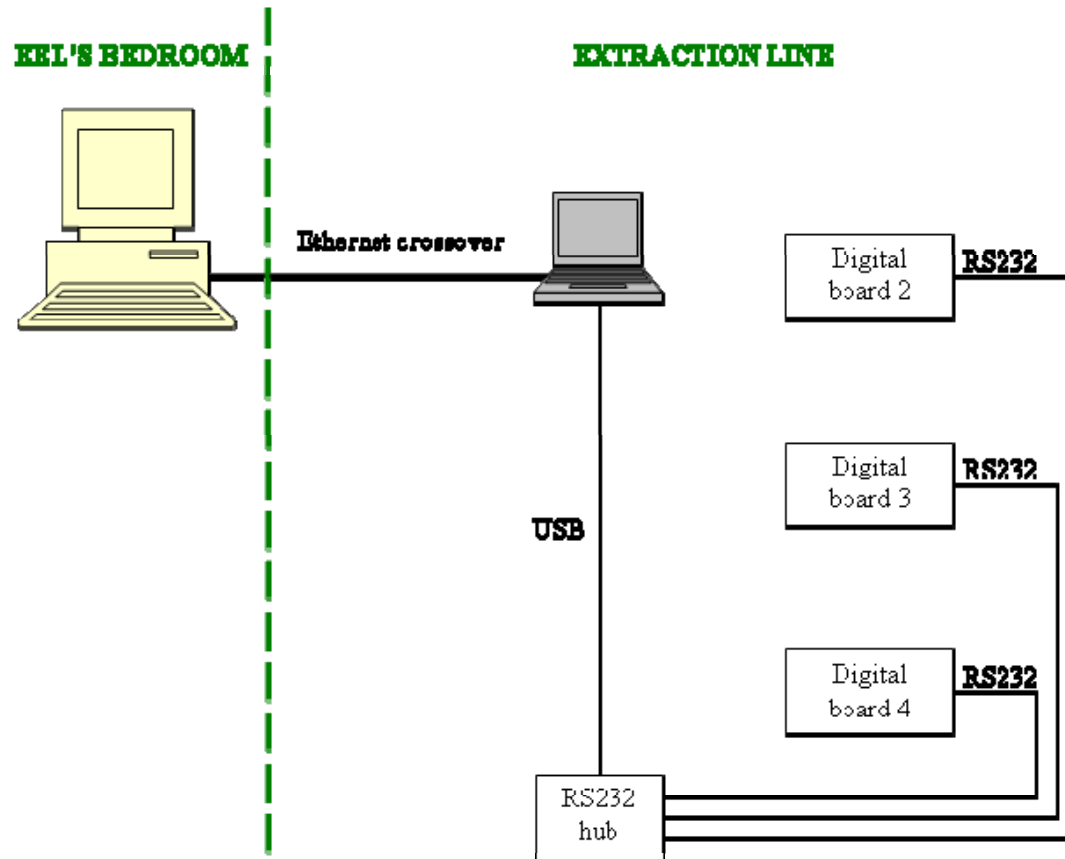 KEL'S BEDROOM
EXTRACTION LINE
Ethernet crossover
Digital
board 2
RS232
Digital
board 3
RS232
USB
Digital
board 4
RS232
RS232
hub